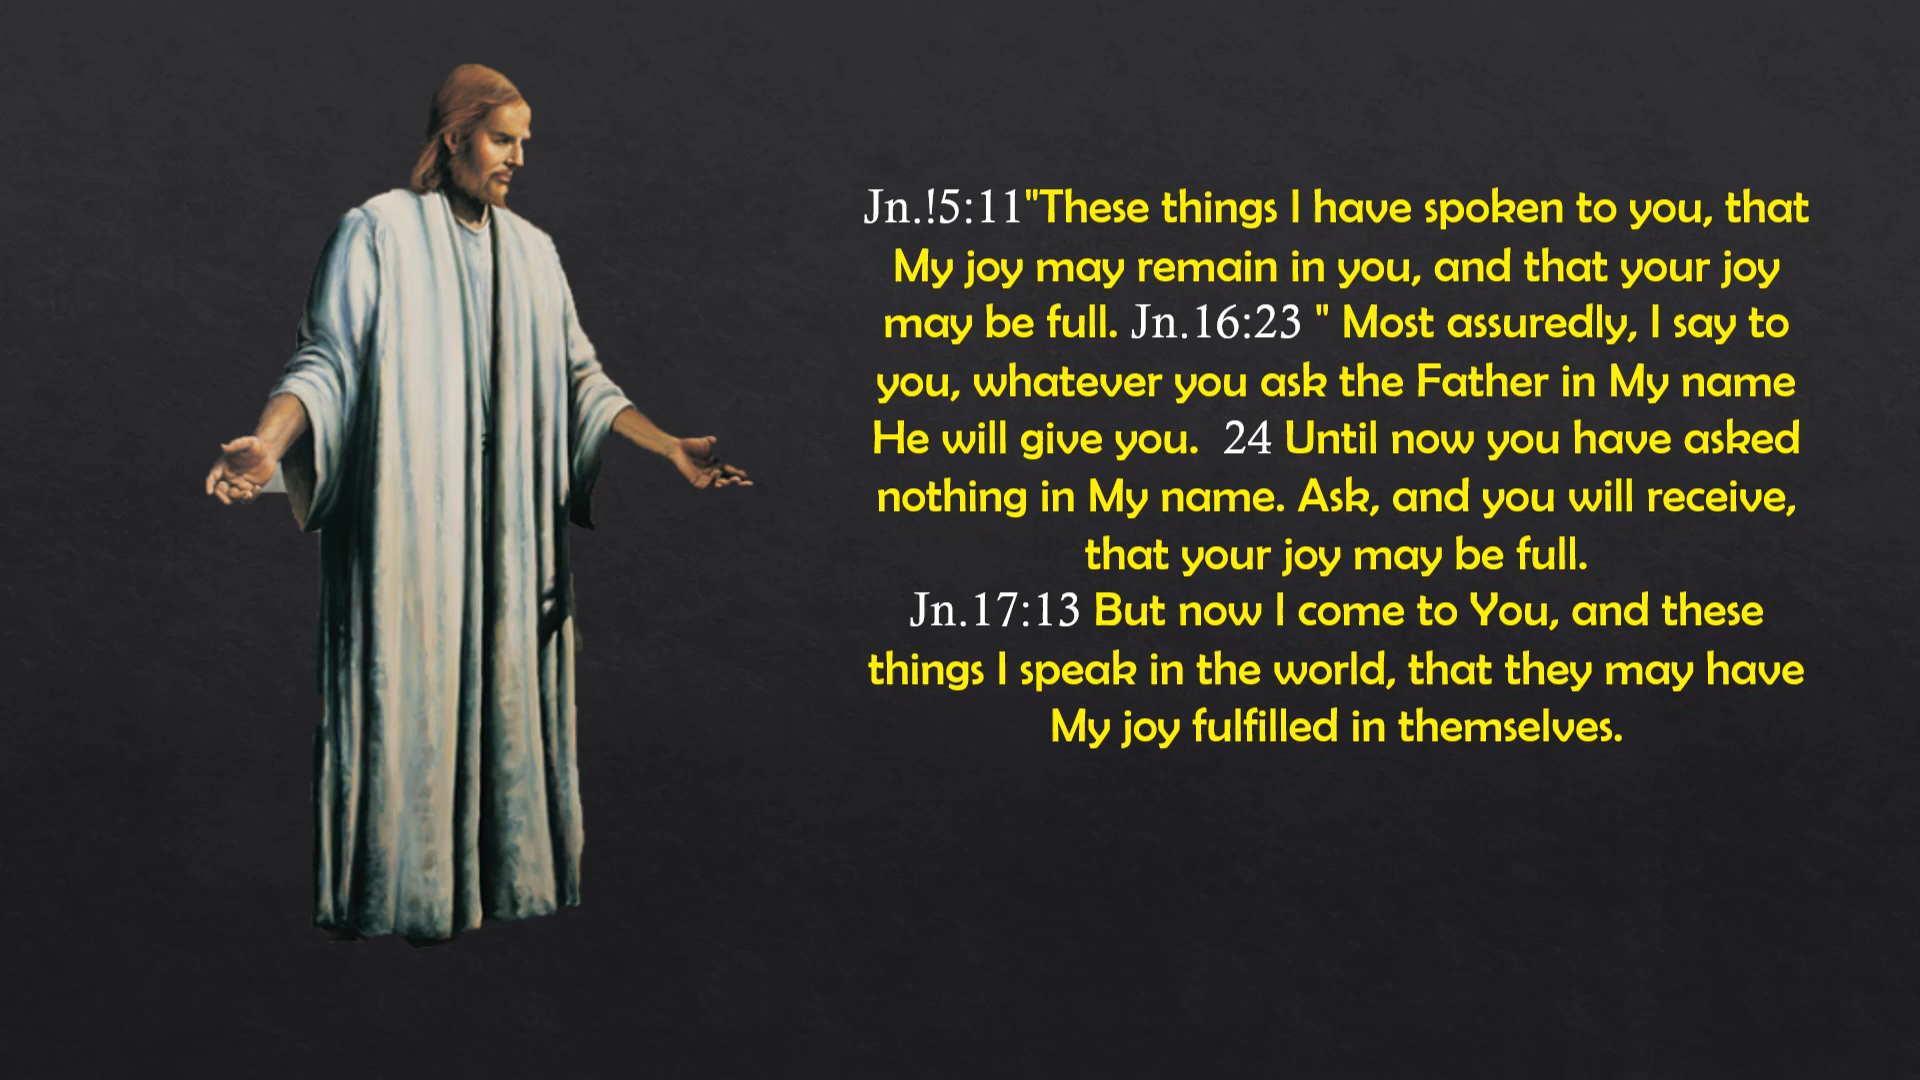 Jn.!5:11"These things I have spoken to you, that
My joy may remain in you, and that your joy
may be full. Jn.16:23 " Most assuredly, I say to
you, whatever you ask the Father in My name
He will give you.  24 Until now you have asked
nothing in My name. Ask, and you will receive,
that your joy may be full.
Jn.17:13 But now I come to You, and these
things I speak in the world, that they may have
My joy fulfilled in themselves.